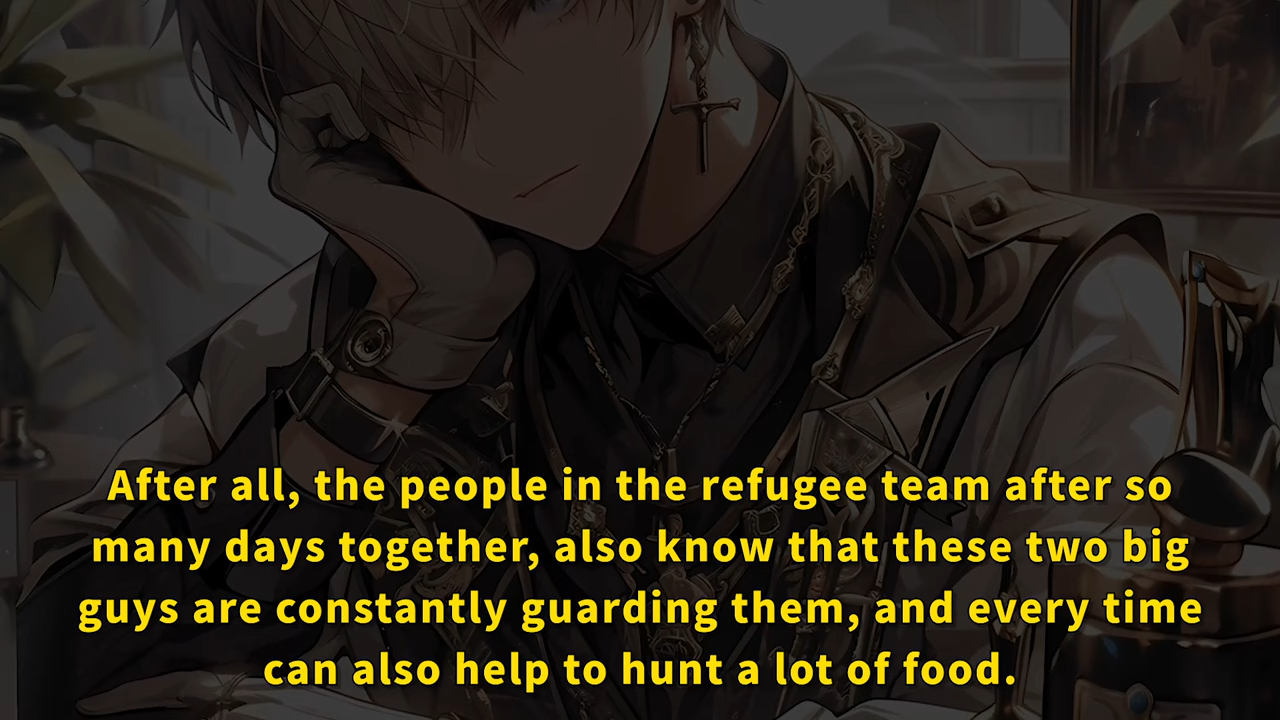 After all, the people in the refugee team after so
many days together, also know that these two big
guys are constantly guarding them, and every time
can also help to hunt a lot of food.